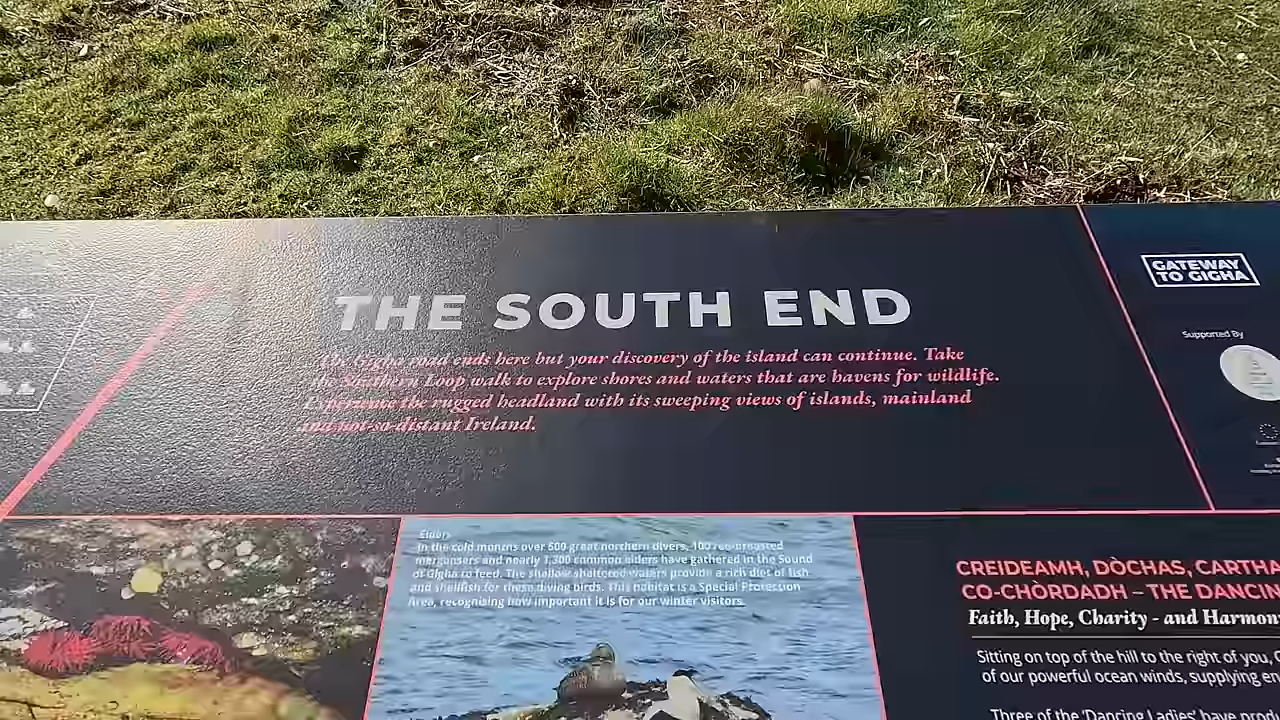 THE SOUTH END
The Gigha road ends here but your discovery of the island can continue. Take
the Southern Loop walk to explore shores and waters that are havens for wildlife.
Experience the rugged headland with its sweeping views of islands, mainland
and not-so-distant Ireland.
GATEWAY
TO GIGHA
Supported By
Eiders
In the cold months over 500 great northern divers, 100 red-breasted
mergansers and nearly 1,300 common eiders have gathered in the Sound
of Gigha to feed. The shallow sheltered waters provide a rich diet of fish
and shellfish for these diving birds. This habitat is a Special Protection
Area, recognising how important it is for our winter visitors.
CREIDEAMH, DÒCHAS, CARTHA
CO-CHÒRDADH – THE DANCIN
Faith, Hope, Charity - and Harmon
Sitting on top of the hill to the right of you,
of our powerful ocean winds, supplying en
Three of the 'Dancing Ladies' have prod